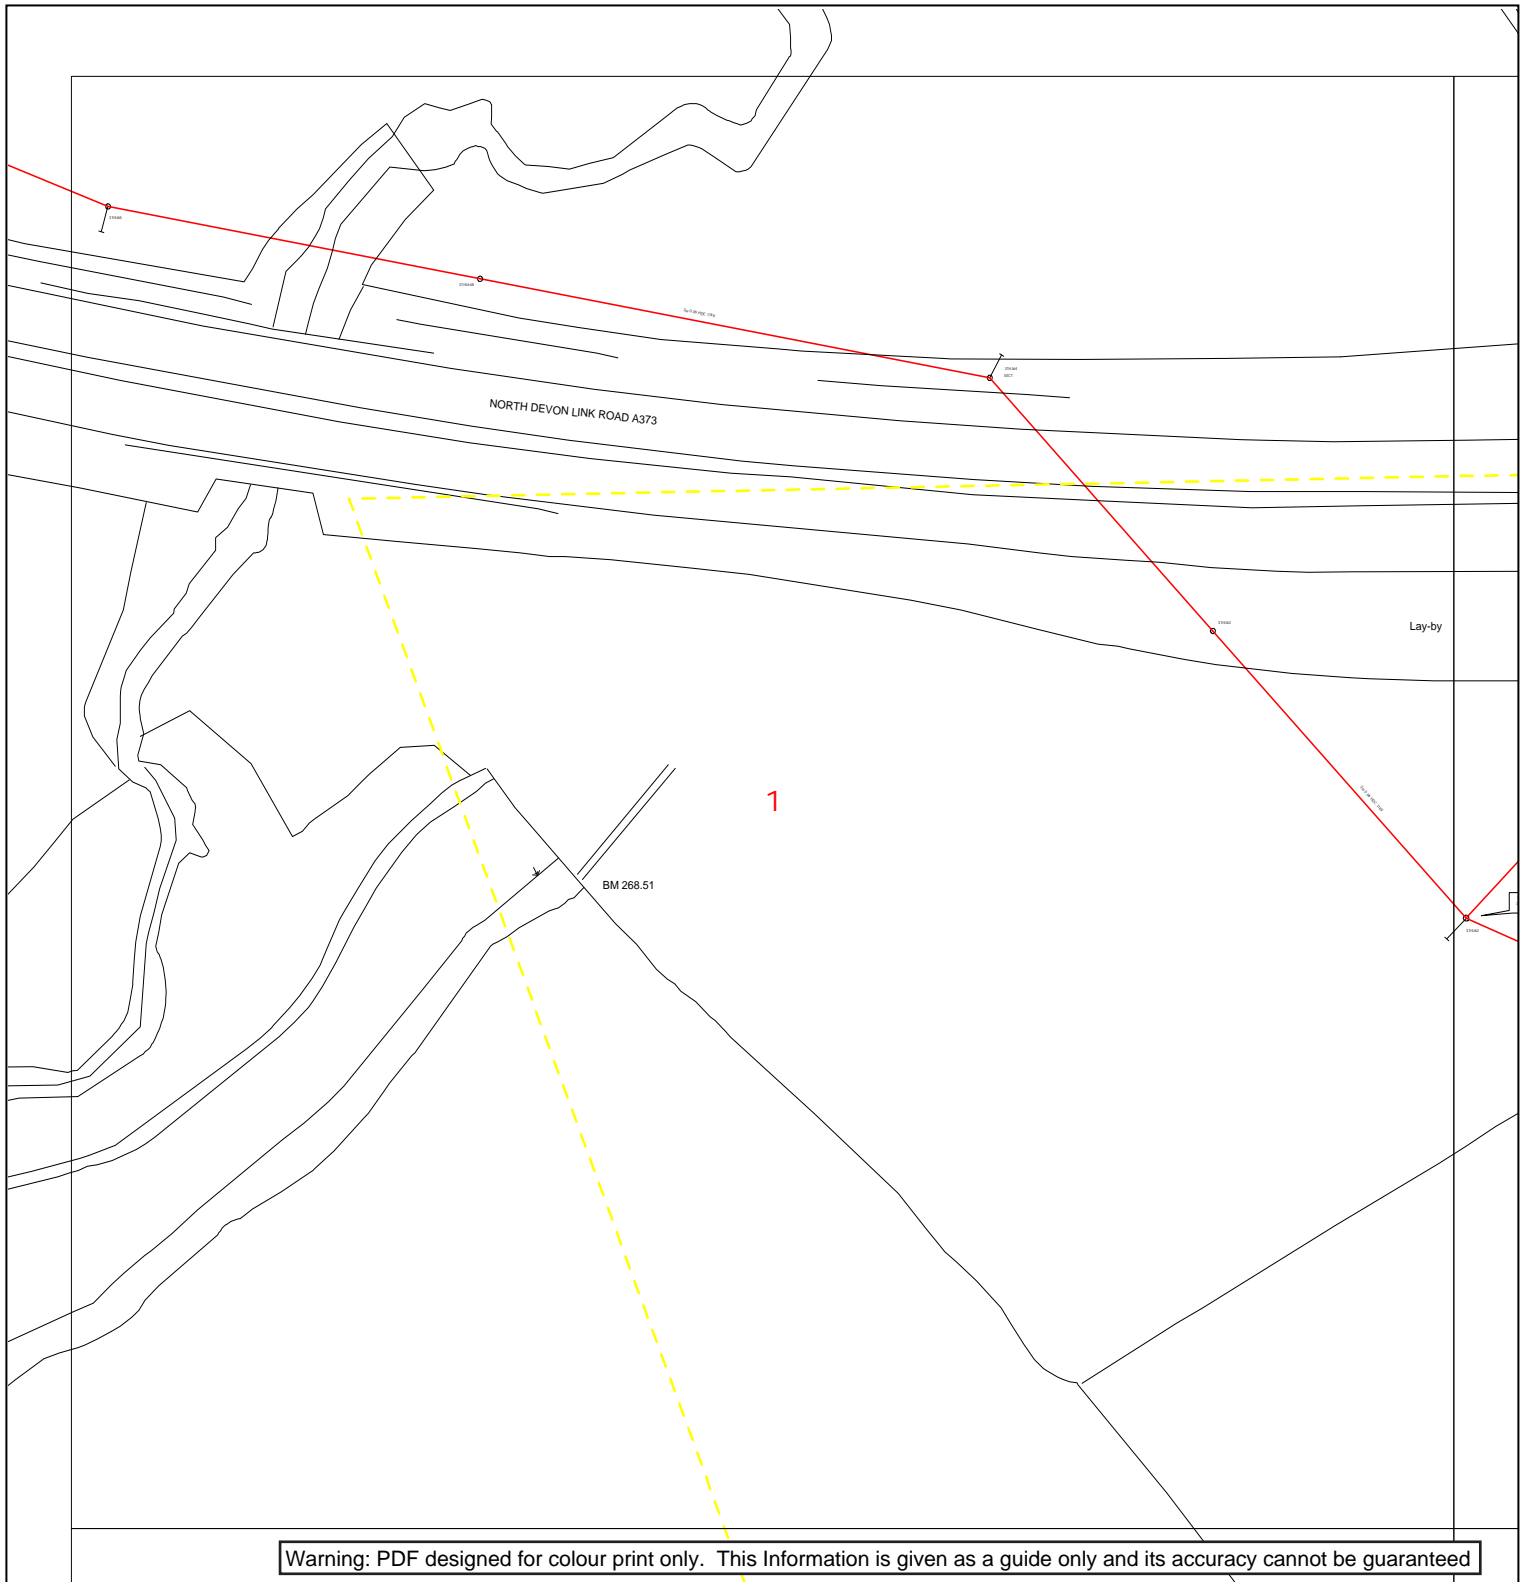 NORTH DEVON LINK ROAD A373
Lay-by
1
BM 268.51
Warning: PDF designed for colour print only. This Information is given as a guide only and its accuracy cannot be guaranteed